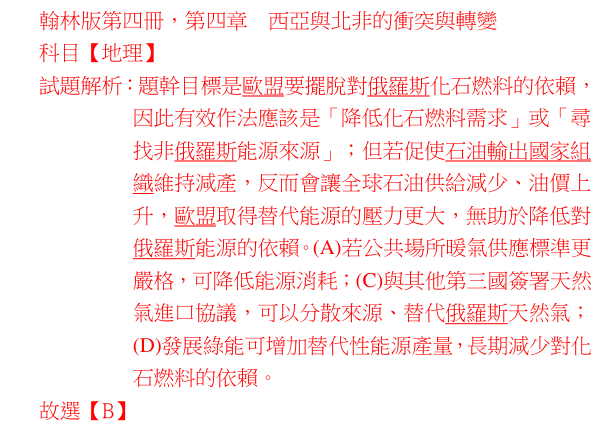 翰林版第四冊，第四章　西亞與北非的衝突與轉變
科目【地理】
試題解析：題幹目標是歐盟要擺脫對俄羅斯化石燃料的依賴，
因此有效作法應該是「降低化石燃料需求」或「尋
找非俄羅斯能源來源」；但若促使石油輸出國家組
織維持減產，反而會讓全球石油供給減少、油價上
升，歐盟取得替代能源的壓力更大，無助於降低對
俄羅斯能源的依賴。(A)若公共場所暖氣供應標準更
嚴格，可降低能源消耗；(C)與其他第三國簽署天然
氣進口協議，可以分散來源、替代俄羅斯天然氣；
(D)發展綠能可增加替代性能源產量，長期減少對化
石燃料的依賴。
故選【B】